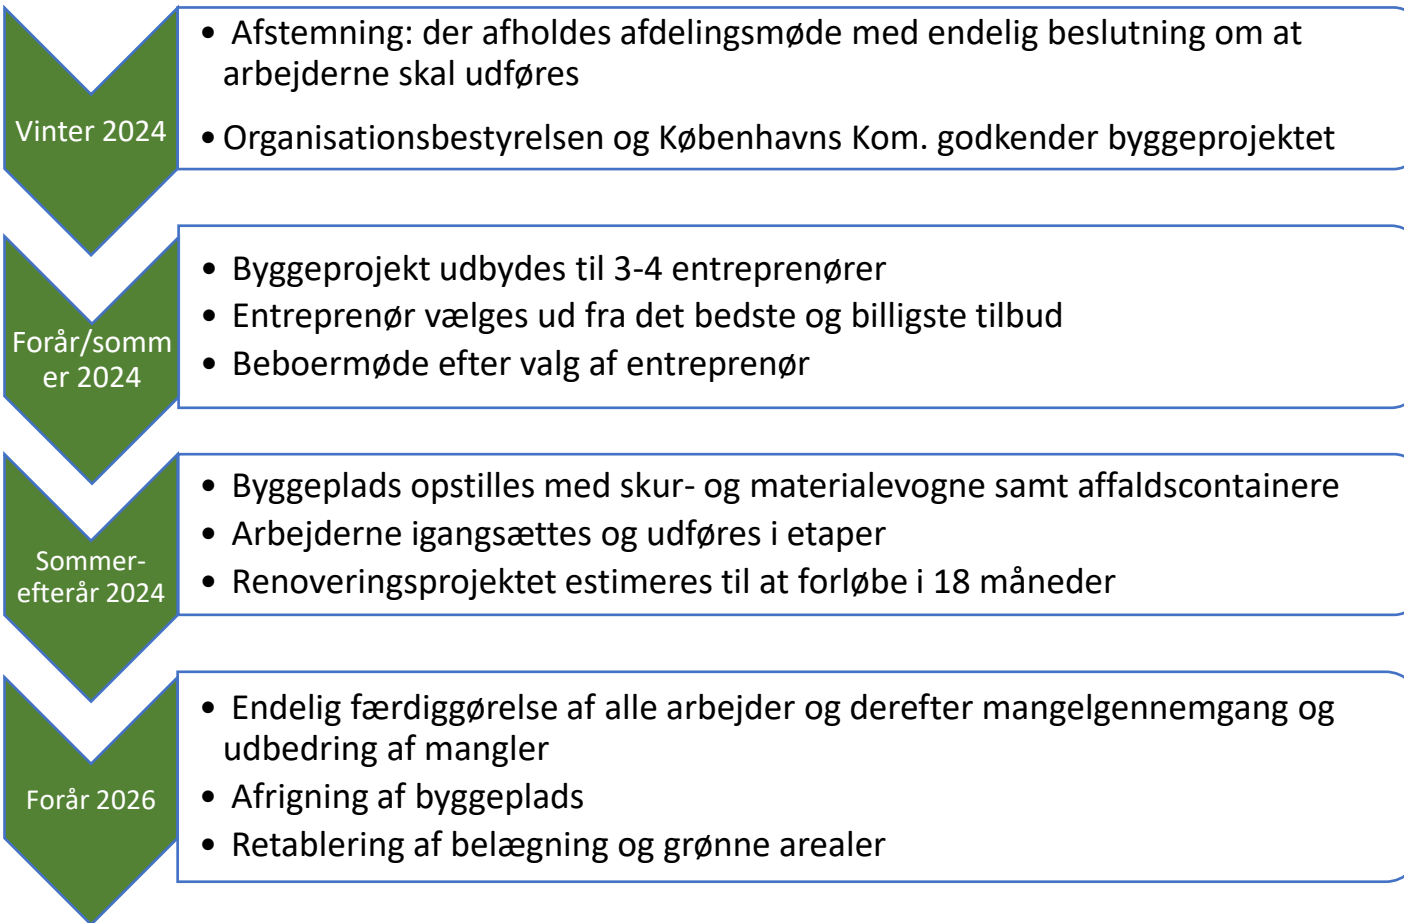 Vinter 2024
• Afstemning: der afholdes afdelingsmøde med endelig beslutning om at
arbejderne skal udføres
• Organisationsbestyrelsen og Københavns Kom. godkender byggeprojektet
Forår/somm
er 2024
• Byggeprojekt udbydes til 3-4 entreprenører
• Entreprenør vælges ud fra det bedste og billigste tilbud
• Beboermøde efter valg af entreprenør
Sommer-
efterår 2024
• Byggeplads opstilles med skur- og materialevogne samt affaldscontainere
• Arbejderne igangsættes og udføres i etaper
• Renoveringsprojektet estimeres til at forløbe i 18 måneder
Forår 2026
• Endelig færdiggørelse af alle arbejder og derefter mangelgennemgang og
udbedring af mangler
• Afrigning af byggeplads
• Retablering af belægning og grønne arealer